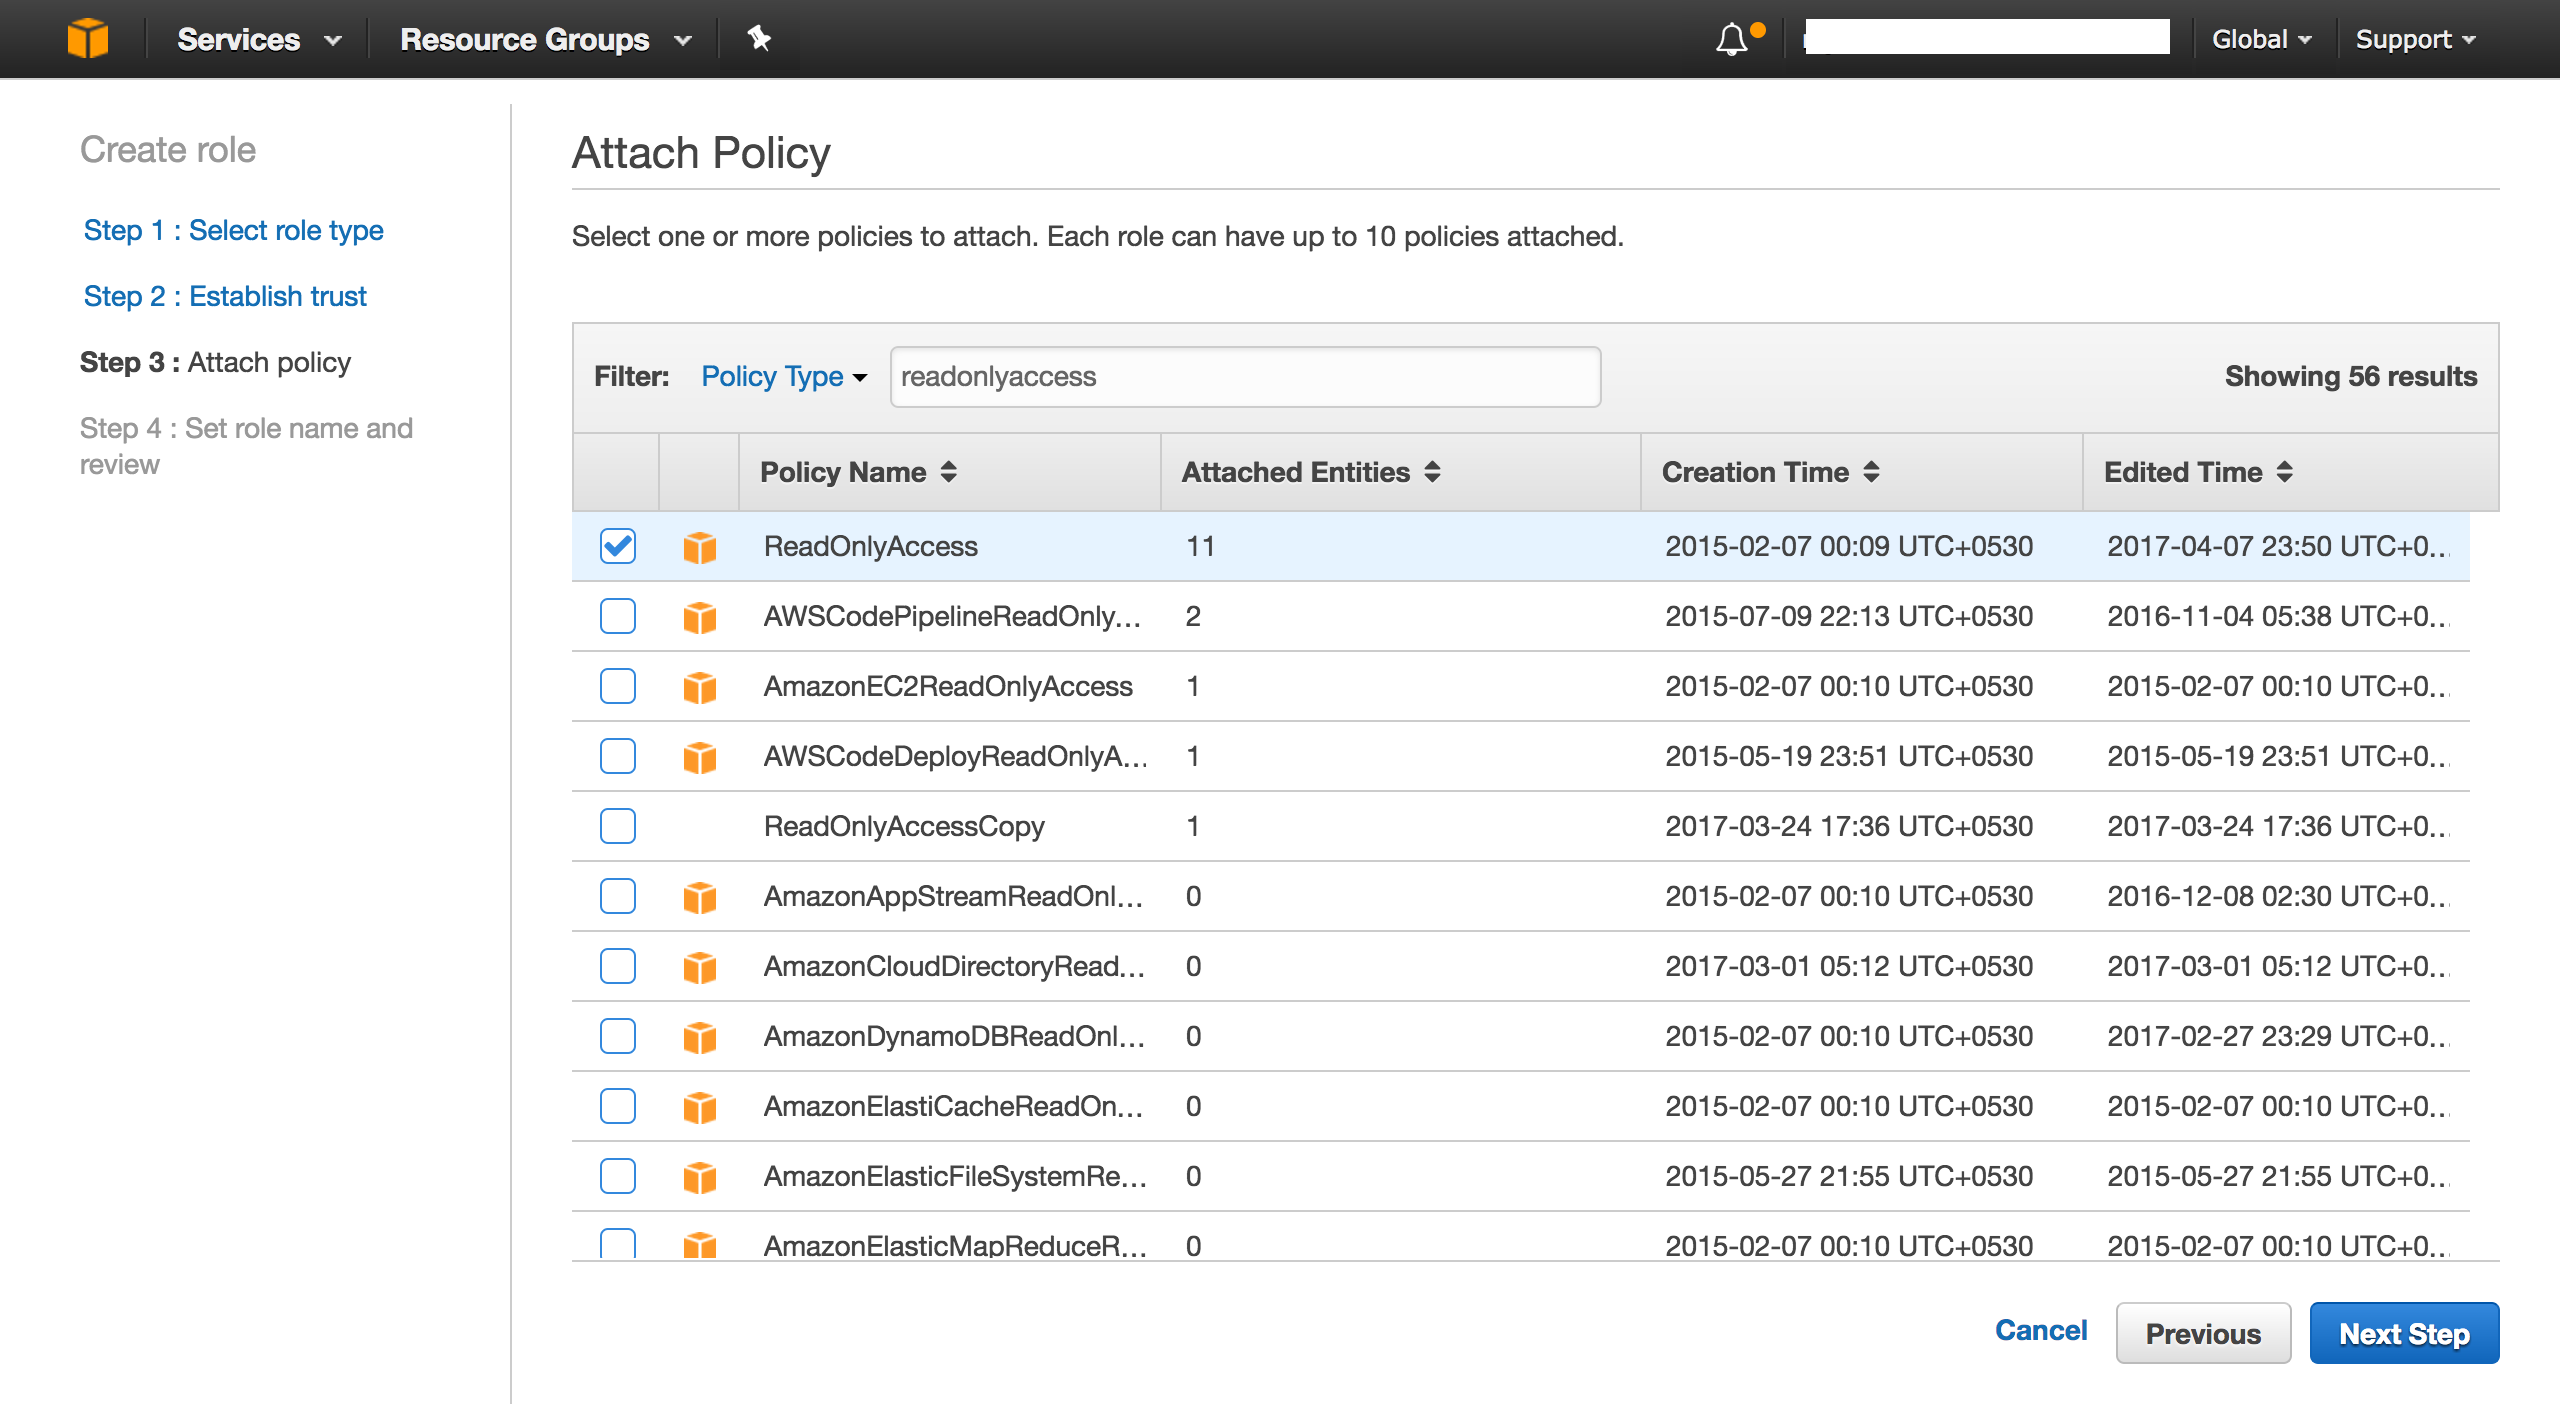 Services Resource Groups Global Support
Create role
Step 1 : Select role type
Step 2 : Establish trust
Step 3 : Attach policy
Step 4 : Set role name and
review
Attach Policy
Select one or more policies to attach. Each role can have up to 10 policies attached.
Filter: Policy Type readonlyaccess Showing 56 results
Policy Name Attached Entities Creation Time Edited Time
ReadOnlyAccess 11 2015-02-07 00:09 UTC+0530 2017-04-07 23:50 UTC+0...
AWSCodePipelineReadOnly... 2 2015-07-09 22:13 UTC+0530 2016-11-04 05:38 UTC+0...
AmazonEC2ReadOnlyAccess 1 2015-02-07 00:10 UTC+0530 2015-02-07 00:10 UTC+0...
AWSCodeDeployReadOnlyA... 1 2015-05-19 23:51 UTC+0530 2015-05-19 23:51 UTC+0...
ReadOnlyAccessCopy 1 2017-03-24 17:36 UTC+0530 2017-03-24 17:36 UTC+0...
AmazonAppStreamReadOnl... 0 2015-02-07 00:10 UTC+0530 2016-12-08 02:30 UTC+0...
AmazonCloudDirectoryRead... 0 2017-03-01 05:12 UTC+0530 2017-03-01 05:12 UTC+0...
AmazonDynamoDBReadOnl... 0 2015-02-07 00:10 UTC+0530 2017-02-27 23:29 UTC+0...
AmazonElastiCacheReadOn... 0 2015-02-07 00:10 UTC+0530 2015-02-07 00:10 UTC+0...
AmazonElasticFileSystemRe... 0 2015-05-27 21:55 UTC+0530 2015-05-27 21:55 UTC+0...
AmazonElasticMapReduceR... 0 2015-02-07 00:10 UTC+0530 2015-02-07 00:10 UTC+0...
Cancel Previous Next Step